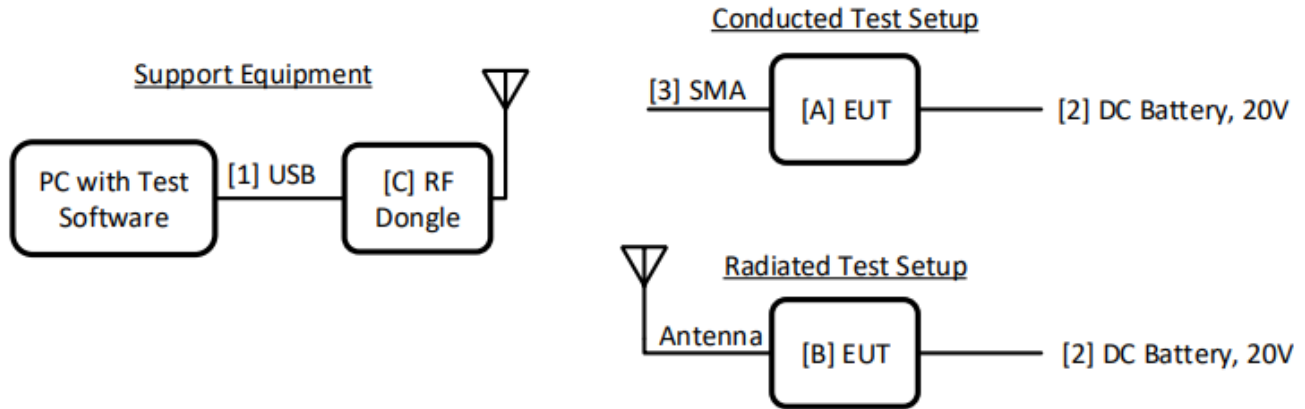 Support Equipment
PC with Test
Software
[1] USB
[C] RF
Dongle
Conducted Test Setup
[3] SMA
[A] EUT
[2] DC Battery, 20V
Radiated Test Setup
Antenna
[B] EUT
[2] DC Battery, 20V